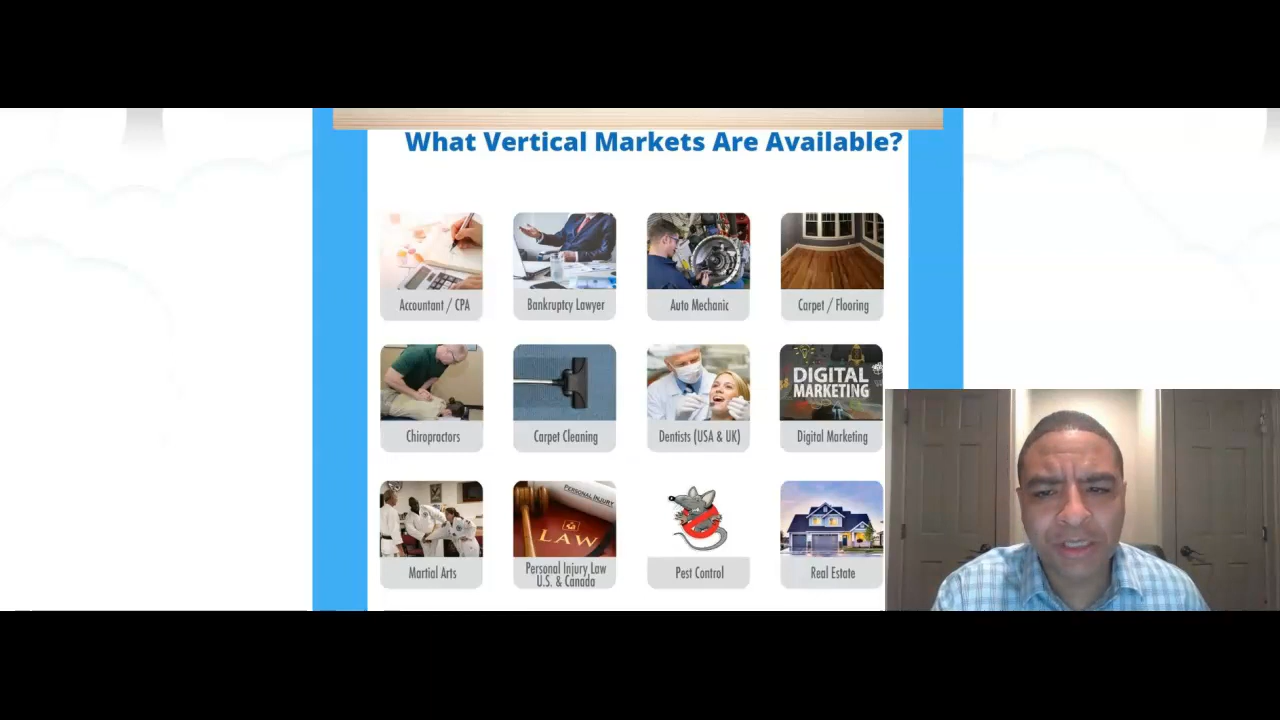 What Vertical Markets Are Available?
Accountant / CPA
Bankruptcy Lawyer
Auto Mechanic
Carpet / Flooring
DIGITAL
MARKETING
Chiropractors
Carpet Cleaning
Dentists (USA & UK)
Digital Marketing
PERSONAL INJURY
LAW
Martial Arts
Personal Injury Law
U.S. & Canada
Pest Control
Real Estate